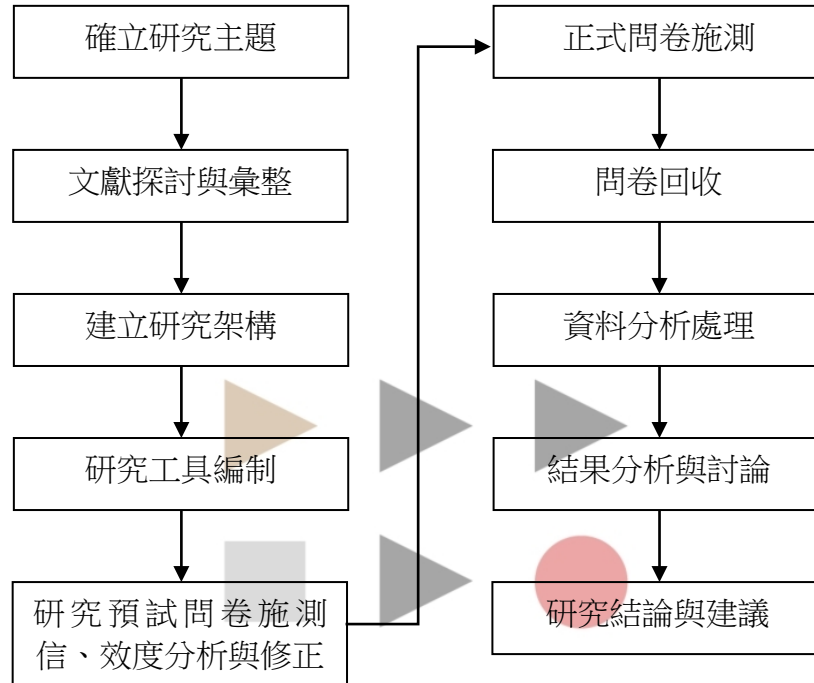 確立研究主題
文獻探討與彙整
建立研究架構
研究工具編制
研究預試問卷施測
信、效度分析與修正
正式問卷施測
問卷回收
資料分析處理
結果分析與討論
研究結論與建議